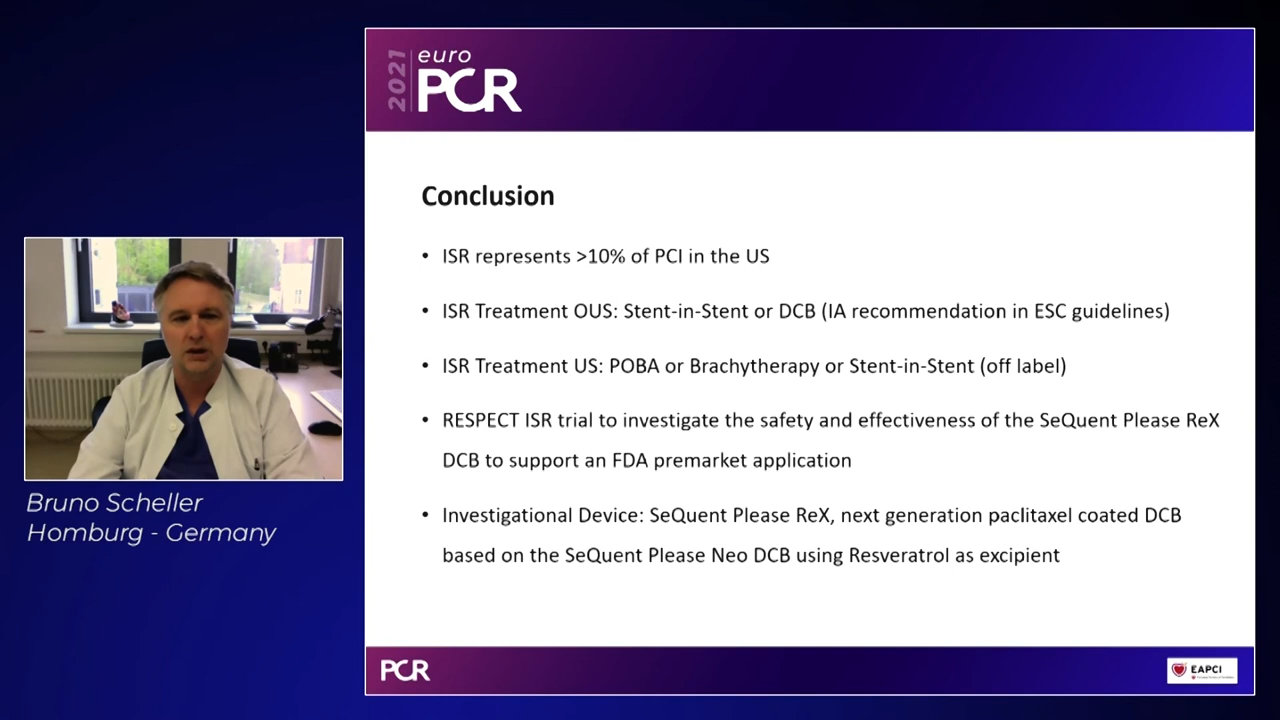 2021
euro
PCR
Conclusion
• ISR represents >10% of PCI in the US
• ISR Treatment OUS: Stent-in-Stent or DCB (IA recommendation in ESC guidelines)
• ISR Treatment US: POBA or Brachytherapy or Stent-in-Stent (off label)
• RESPECT ISR trial to investigate the safety and effectiveness of the SeQuent Please ReX
DCB to support an FDA premarket application
• Investigational Device: SeQuent Please ReX, next generation paclitaxel coated DCB
based on the SeQuent Please Neo DCB using Resveratrol as excipient
Bruno Scheller
Homburg - Germany
PCR
EAPCI